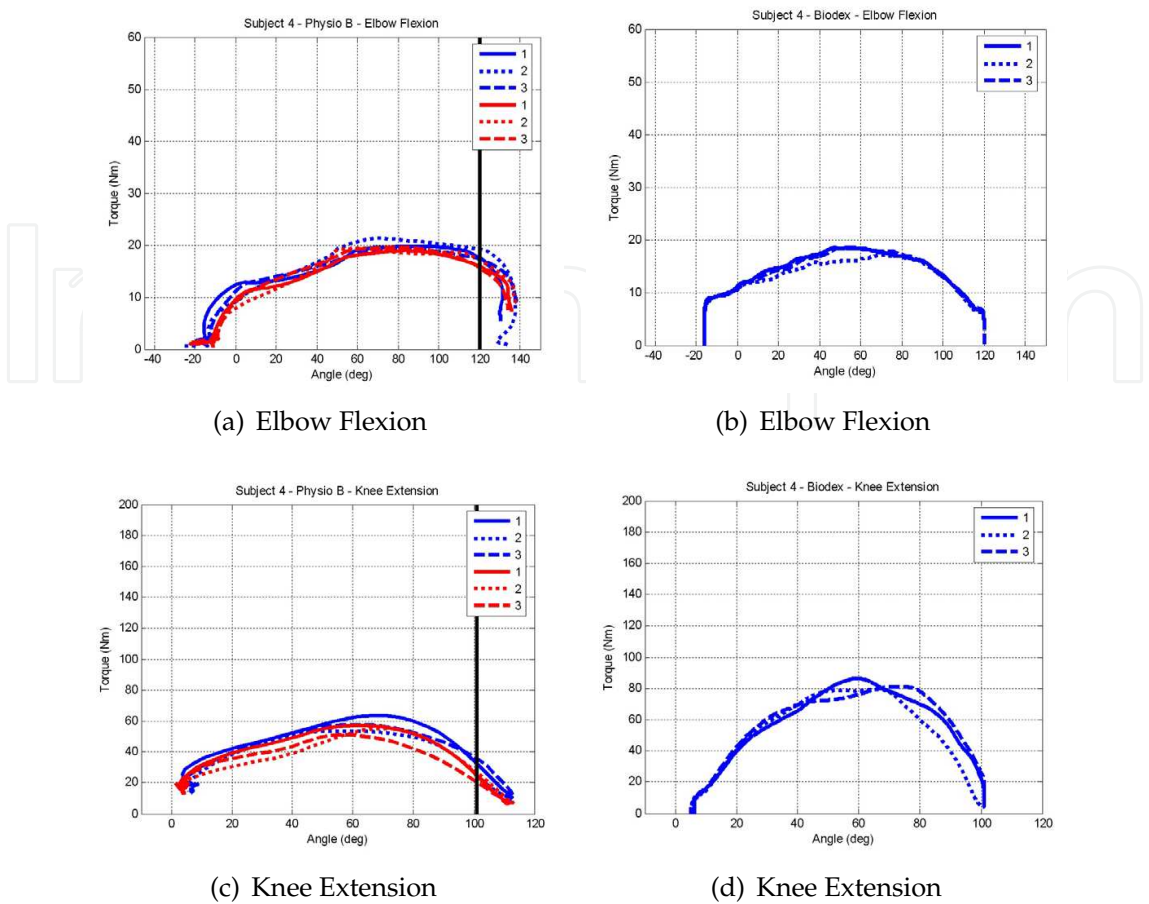 Subject 4 - Physio B - Elbow Flexion
60
50
40
30
20
10
0
Torque (Nm)
1
2
3
1
2
3
-40 -20 0 20 40 60 80 100 120 140
Angle (deg)
(a) Elbow Flexion
Subject 4 - Biodex - Elbow Flexion
60
50
40
30
20
10
0
Torque (Nm)
1
2
3
-40 -20 0 20 40 60 80 100 120 140
Angle (deg)
(b) Elbow Flexion
Subject 4 - Physio B - Knee Extension
200
180
160
140
120
100
80
60
40
20
0
Torque (Nm)
1
2
3
1
2
3
0 20 40 60 80 100 120
Angle (deg)
(c) Knee Extension
Subject 4 - Biodex - Knee Extension
200
180
160
140
120
100
80
60
40
20
0
Torque (Nm)
1
2
3
0 20 40 60 80 100 120
Angle (deg)
(d) Knee Extension